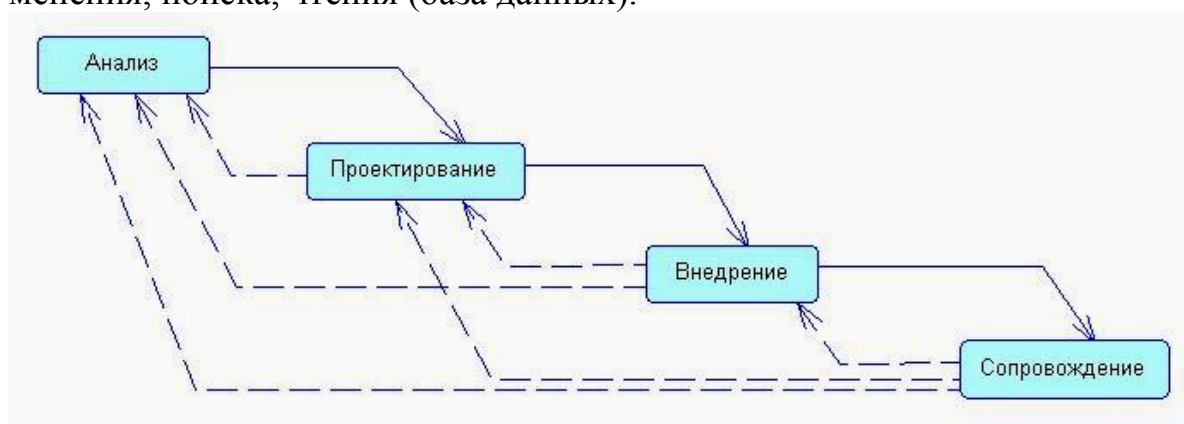 менения, поиска, чтения (база данных).
Анализ
Проектирование
Внедрение
Сопровождение